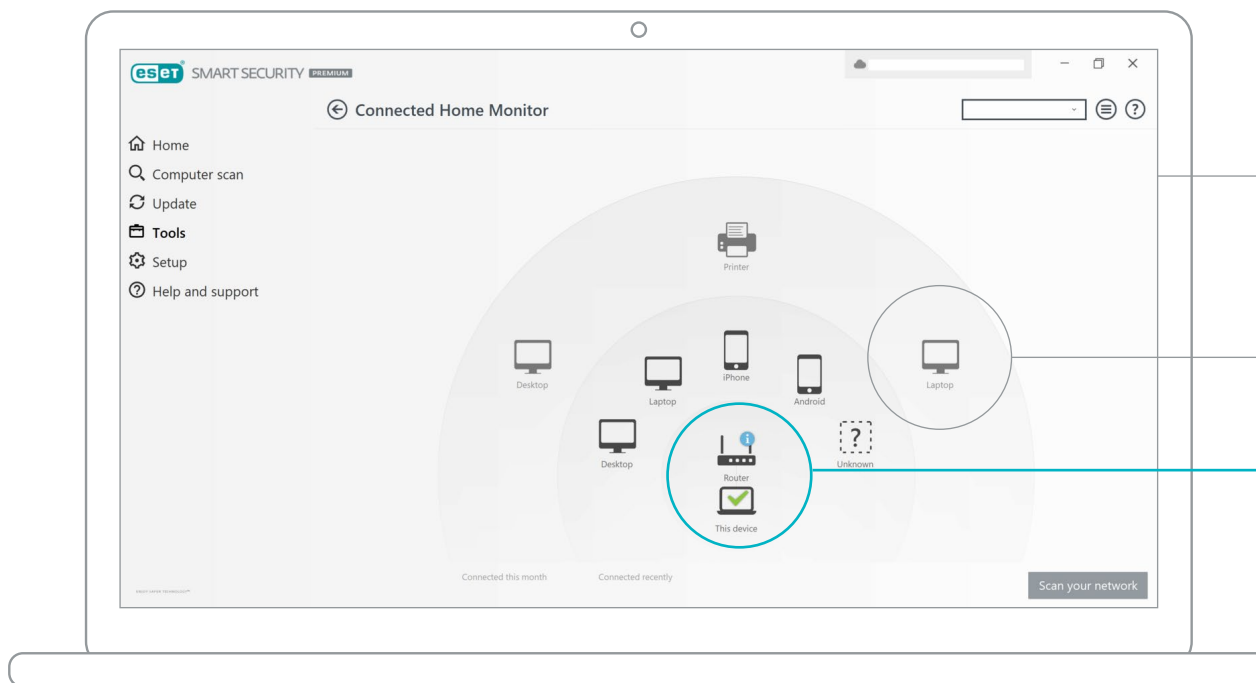 eset SMART SECURITY PREMIUM
Connected Home Monitor
Home
Computer scan
Update
Tools
Setup
Help and support
Printer
Desktop
Laptop
iPhone
Android
Laptop
Desktop
Router
Unknown
This device
Connected this month
Connected recently
Scan your network